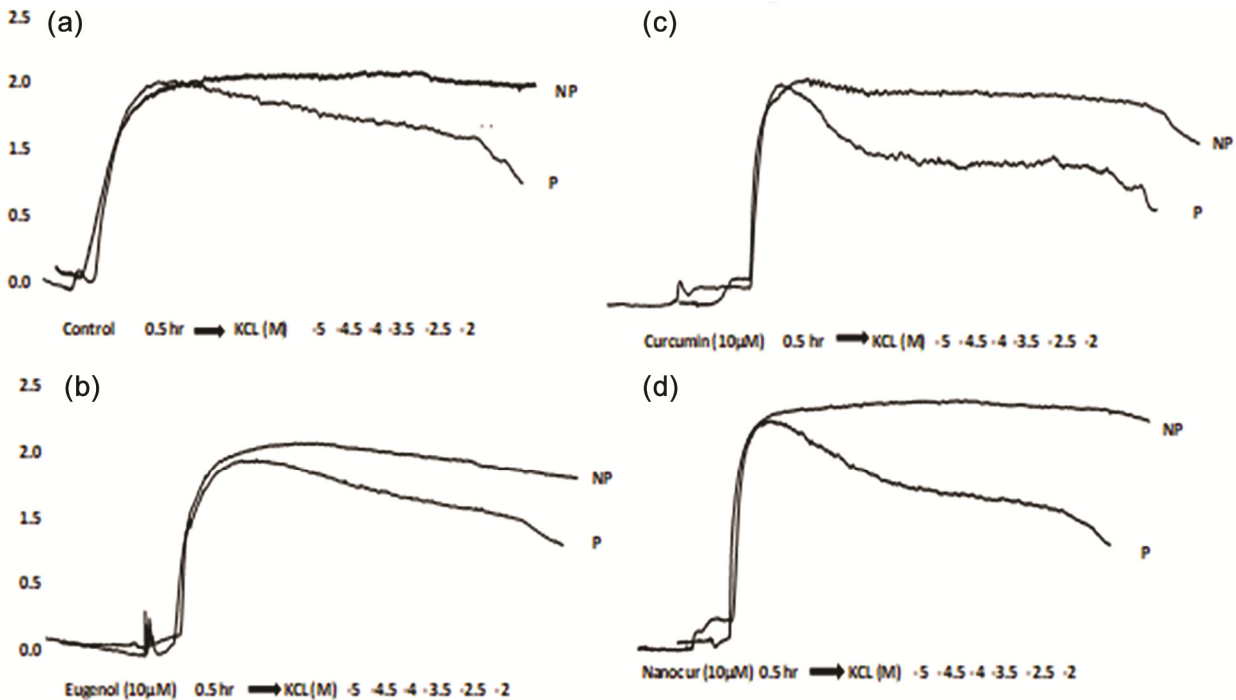 (a)
2.5
2.0
1.5
0.5
0.0
NP
P
Control 0.5 hr KCL (M) -5 -4.5 -4 -3.5 -2.5 -2
(c)
NP
P
Curcumin (10µM) 0.5 hr KCL (M) -5 -4.5 -4 -3.5 -2.5 -2
(b)
2.5
2.0
1.5
0.5
0.0
NP
P
Eugenol (10µM) 0.5 hr KCL (M) -5 -4.5 -4 -3.5 -2.5 -2
(d)
NP
P
Nanocur (10µM) 0.5 hr KCL (M) -5 -4.5 -4 -3.5 -2.5 -2